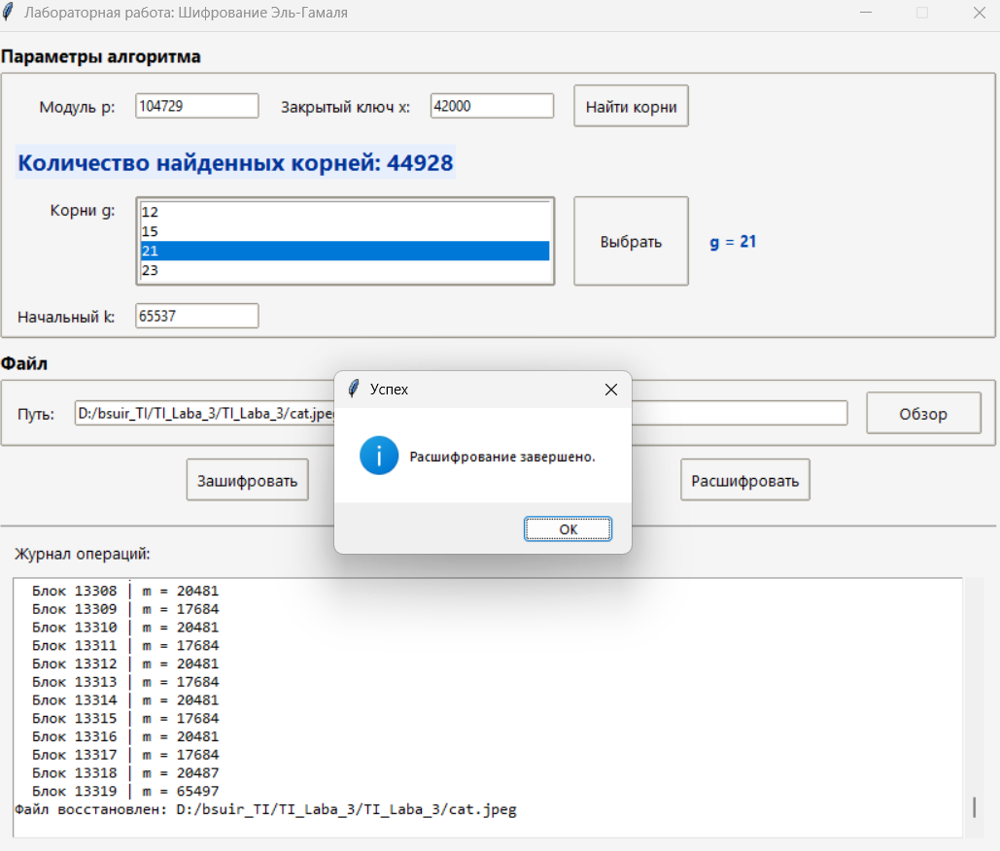 Лабораторная работа: Шифрование Эль-Гамаля
Параметры алгоритма
Модуль p: 104729 Закрытый ключ x: 42000 Найти корни
Количество найденных корней: 44928
Корни g:
12
15
21
23
Выбрать g = 21
Начальный k: 65537
Файл
Путь: D:/bsuir_TI/TI_Laba_3/TI_Laba_3/cat.jpe Обзор
Зашифровать Расшифровать
Успех
Расшифрование завершено.
OK
Журнал операций:
Блок 13308 | m = 20481
Блок 13309 | m = 17684
Блок 13310 | m = 20481
Блок 13311 | m = 17684
Блок 13312 | m = 20481
Блок 13313 | m = 17684
Блок 13314 | m = 20481
Блок 13315 | m = 17684
Блок 13316 | m = 20481
Блок 13317 | m = 17684
Блок 13318 | m = 20487
Блок 13319 | m = 65497
Файл восстановлен: D:/bsuir_TI/TI_Laba_3/TI_Laba_3/cat.jpeg